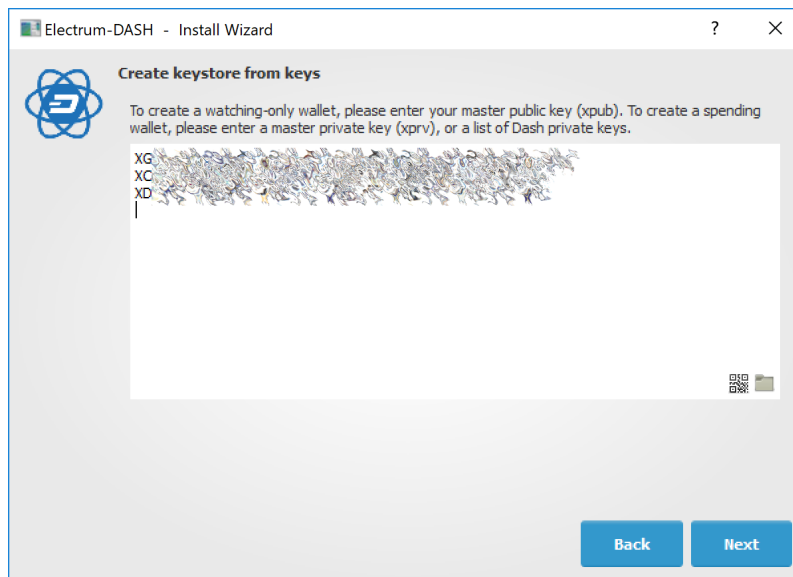 Electrum-DASH - Install Wizard
?
Create keystore from keys
To create a watching-only wallet, please enter your master public key (xpub). To create a spending
wallet, please enter a master private key (xprv), or a list of Dash private keys.
XG
XC
XD
Back
Next